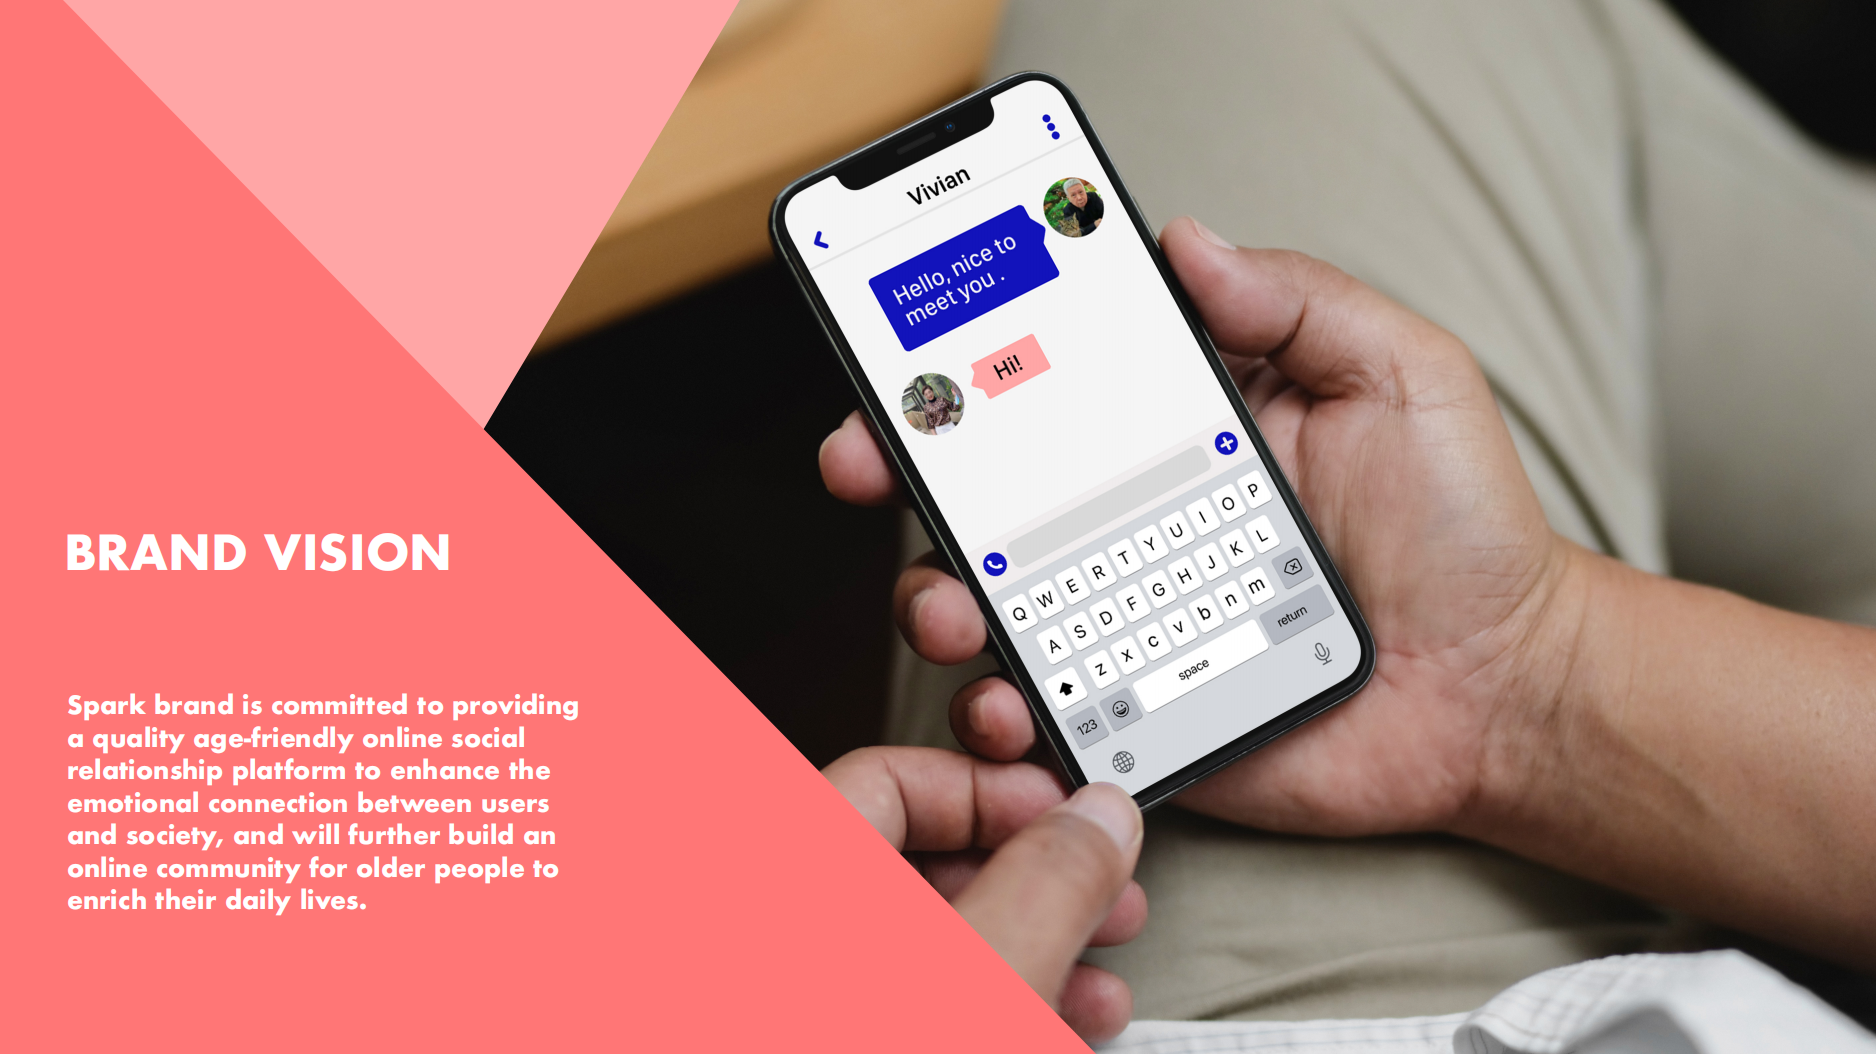 BRAND VISION
Spark brand is committed to providing
a quality age-friendly online social
relationship platform to enhance the
emotional connection between users
and society, and will further build an
online community for older people to
enrich their daily lives.
Vivian
Hello, nice to
meet you .
Hi!
Q W E R T Y U I O P
A S D F G H J K L
Z X c v b n m
123 space return